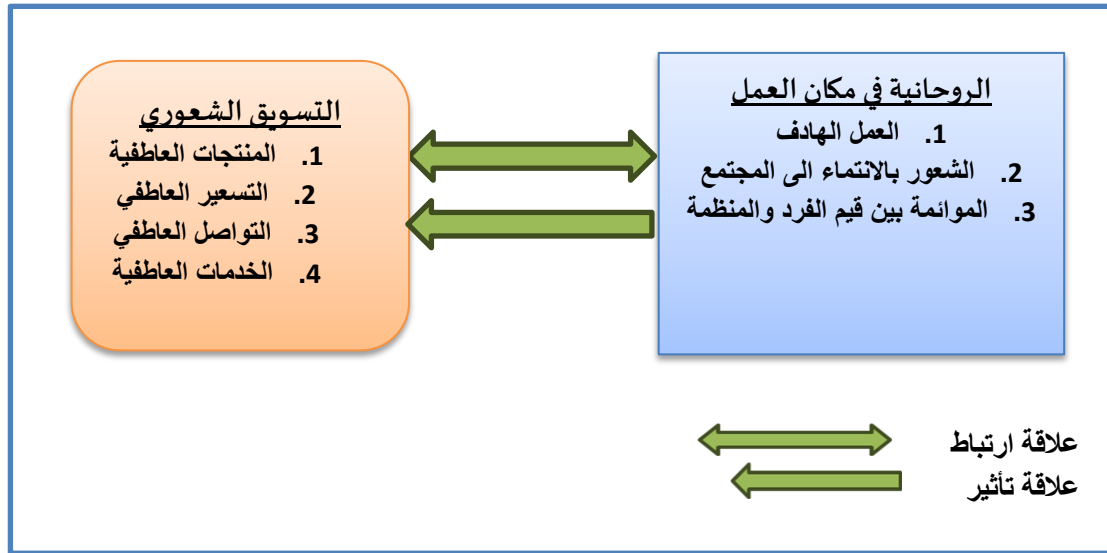 الروحانية في مكان العمل
1. العمل الهادف
2. الشعور بالانتماء الى المجتمع
3. الموائمة بين قيم الفرد والمنظمة
التسويق الشعوري
1. المنتجات العاطفية
2. التسعير العاطفي
3. التواصل العاطفي
4. الخدمات العاطفية
علاقة ارتباط
علاقة تأثير